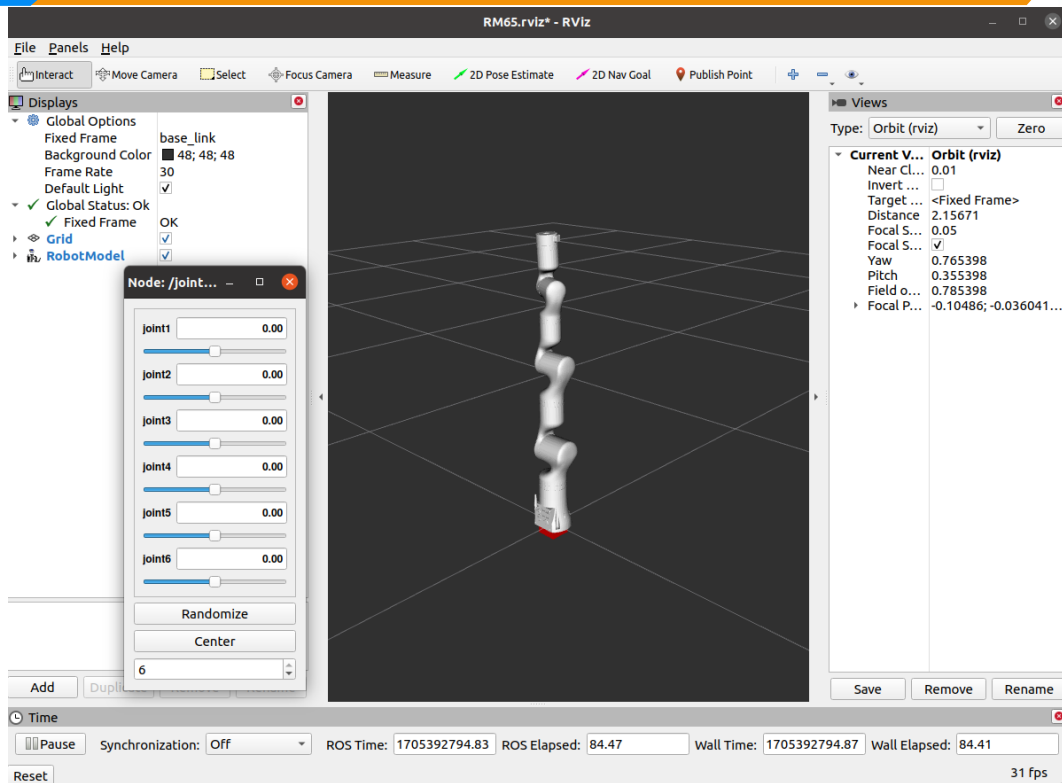 RM65.rviz* - RViz
File Panels Help
Interact Move Camera Select Focus Camera Measure 2D Pose Estimate 2D Nav Goal Publish Point
Displays
Global Options
Fixed Frame base_link
Background Color 48; 48; 48
Frame Rate 30
Default Light
Global Status: Ok
Fixed Frame OK
Grid
RobotModel
Node: /joint...
joint1 0.00
joint2 0.00
joint3 0.00
joint4 0.00
joint5 0.00
joint6 0.00
Randomize
Center
6
Add
Views
Type: Orbit (rviz) Zero
Current V... Orbit (rviz)
Near Cl... 0.01
Invert ...
Target ... <Fixed Frame>
Distance 2.15671
Focal S... 0.05
Focal S...
Yaw 0.765398
Pitch 0.355398
Field o... 0.785398
Focal P... -0.10486; -0.036041...
Save Remove Rename
Time
Pause Synchronization: Off ROS Time: 1705392794.83 ROS Elapsed: 84.47 Wall Time: 1705392794.87 Wall Elapsed: 84.41
Reset 31 fps